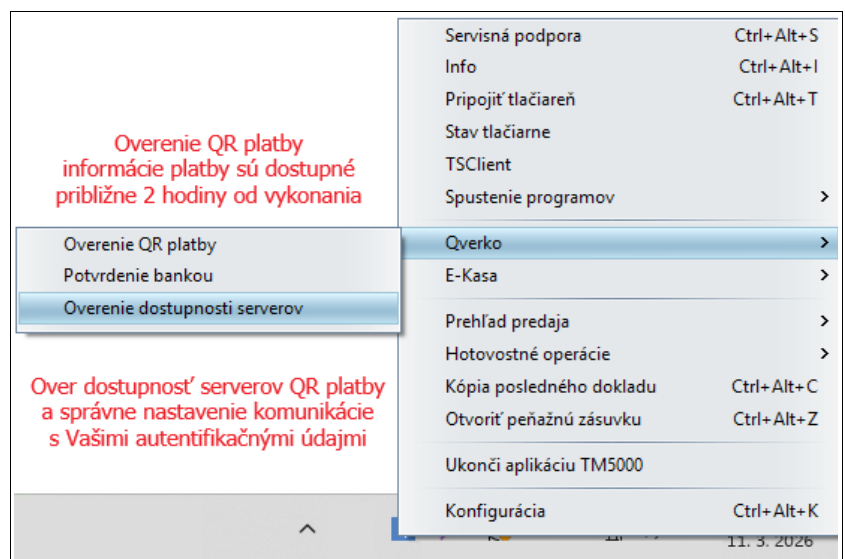 Servisná podpora Ctrl+Alt+S
Info Ctrl+Alt+I
Pripojiť tlačiareň Ctrl+Alt+T
Stav tlačiarne
TSClient
Spustenie programov
Overenie QR platby
informácie platby sú dostupné
približne 2 hodiny od vykonania
Qverko
E-Kasa
Overenie QR platby
Potvrdenie bankou
Overenie dostupnosti serverov
Prehľad predaja
Hotovostné operácie
Kópia posledného dokladu Ctrl+Alt+C
Otvoriť peňažnú zásuvku Ctrl+Alt+Z
Ukonči aplikáciu TM5000
Konfigurácia Ctrl+Alt+K
Over dostupnosť serverov QR platby
a správne nastavenie komunikácie
s Vašimi autentifikačnými údajmi
11. 3. 2026